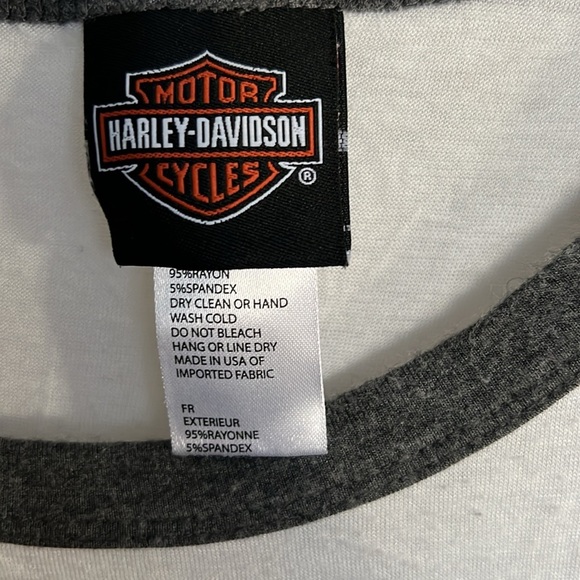 MOTOR
HARLEY-DAVIDSON
CYCLES ®
95%RAYON
5%SPANDEX
DRY CLEAN OR HAND
WASH COLD
DO NOT BLEACH
HANG OR LINE DRY
MADE IN USA OF
IMPORTED FABRIC
FR
EXTERIEUR
95%RAYONNE
5%SPANDEX